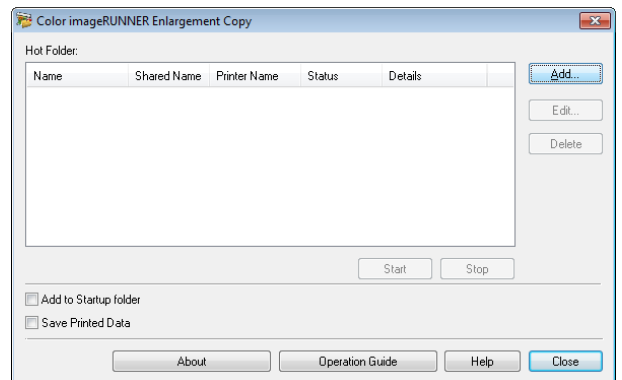 Color imageRUNNER Enlargement Copy
Hot Folder:
Name Shared Name Printer Name Status Details
Add...
Edit...
Delete
Start Stop
Add to Startup folder
Save Printed Data
About Operation Guide Help Close